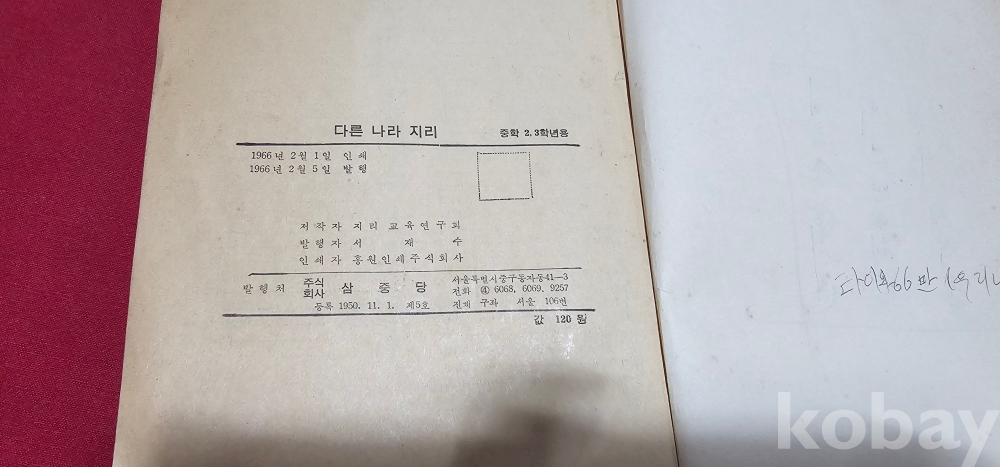 다른 나라 지리 중학 2, 3학년용
1966년 2월 1일 인쇄
1966년 2월 5일 발행
저작자 지리 교육연구회
발행자 서 재 수
인쇄자 흥원인쇄주식회사
발행처 주식회사 삼중당
서울특별시중구동자동41—3
전화 ④ 6068, 6069, 9257
등록 1950. 11. 1. 제5호 진체 구좌 서울 106번
값 120원
kobay